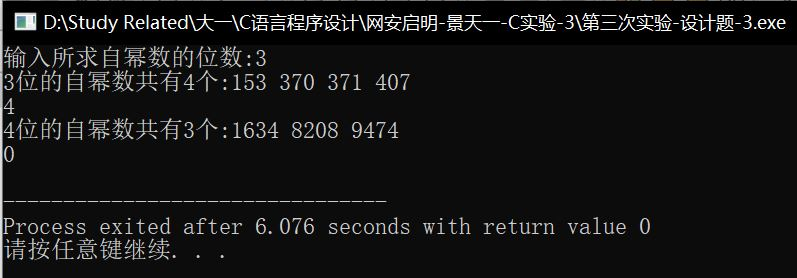 D:\Study Related\大一\C语言程序设计\网安启明-景天一-C实验-3\第三次实验-设计题-3.exe
输入所求自幂数的位数:3
3位的自幂数共有4个:153 370 371 407
4
4位的自幂数共有3个:1634 8208 9474
0
--------------------------------
Process exited after 6.076 seconds with return value 0
请按任意键继续. . .